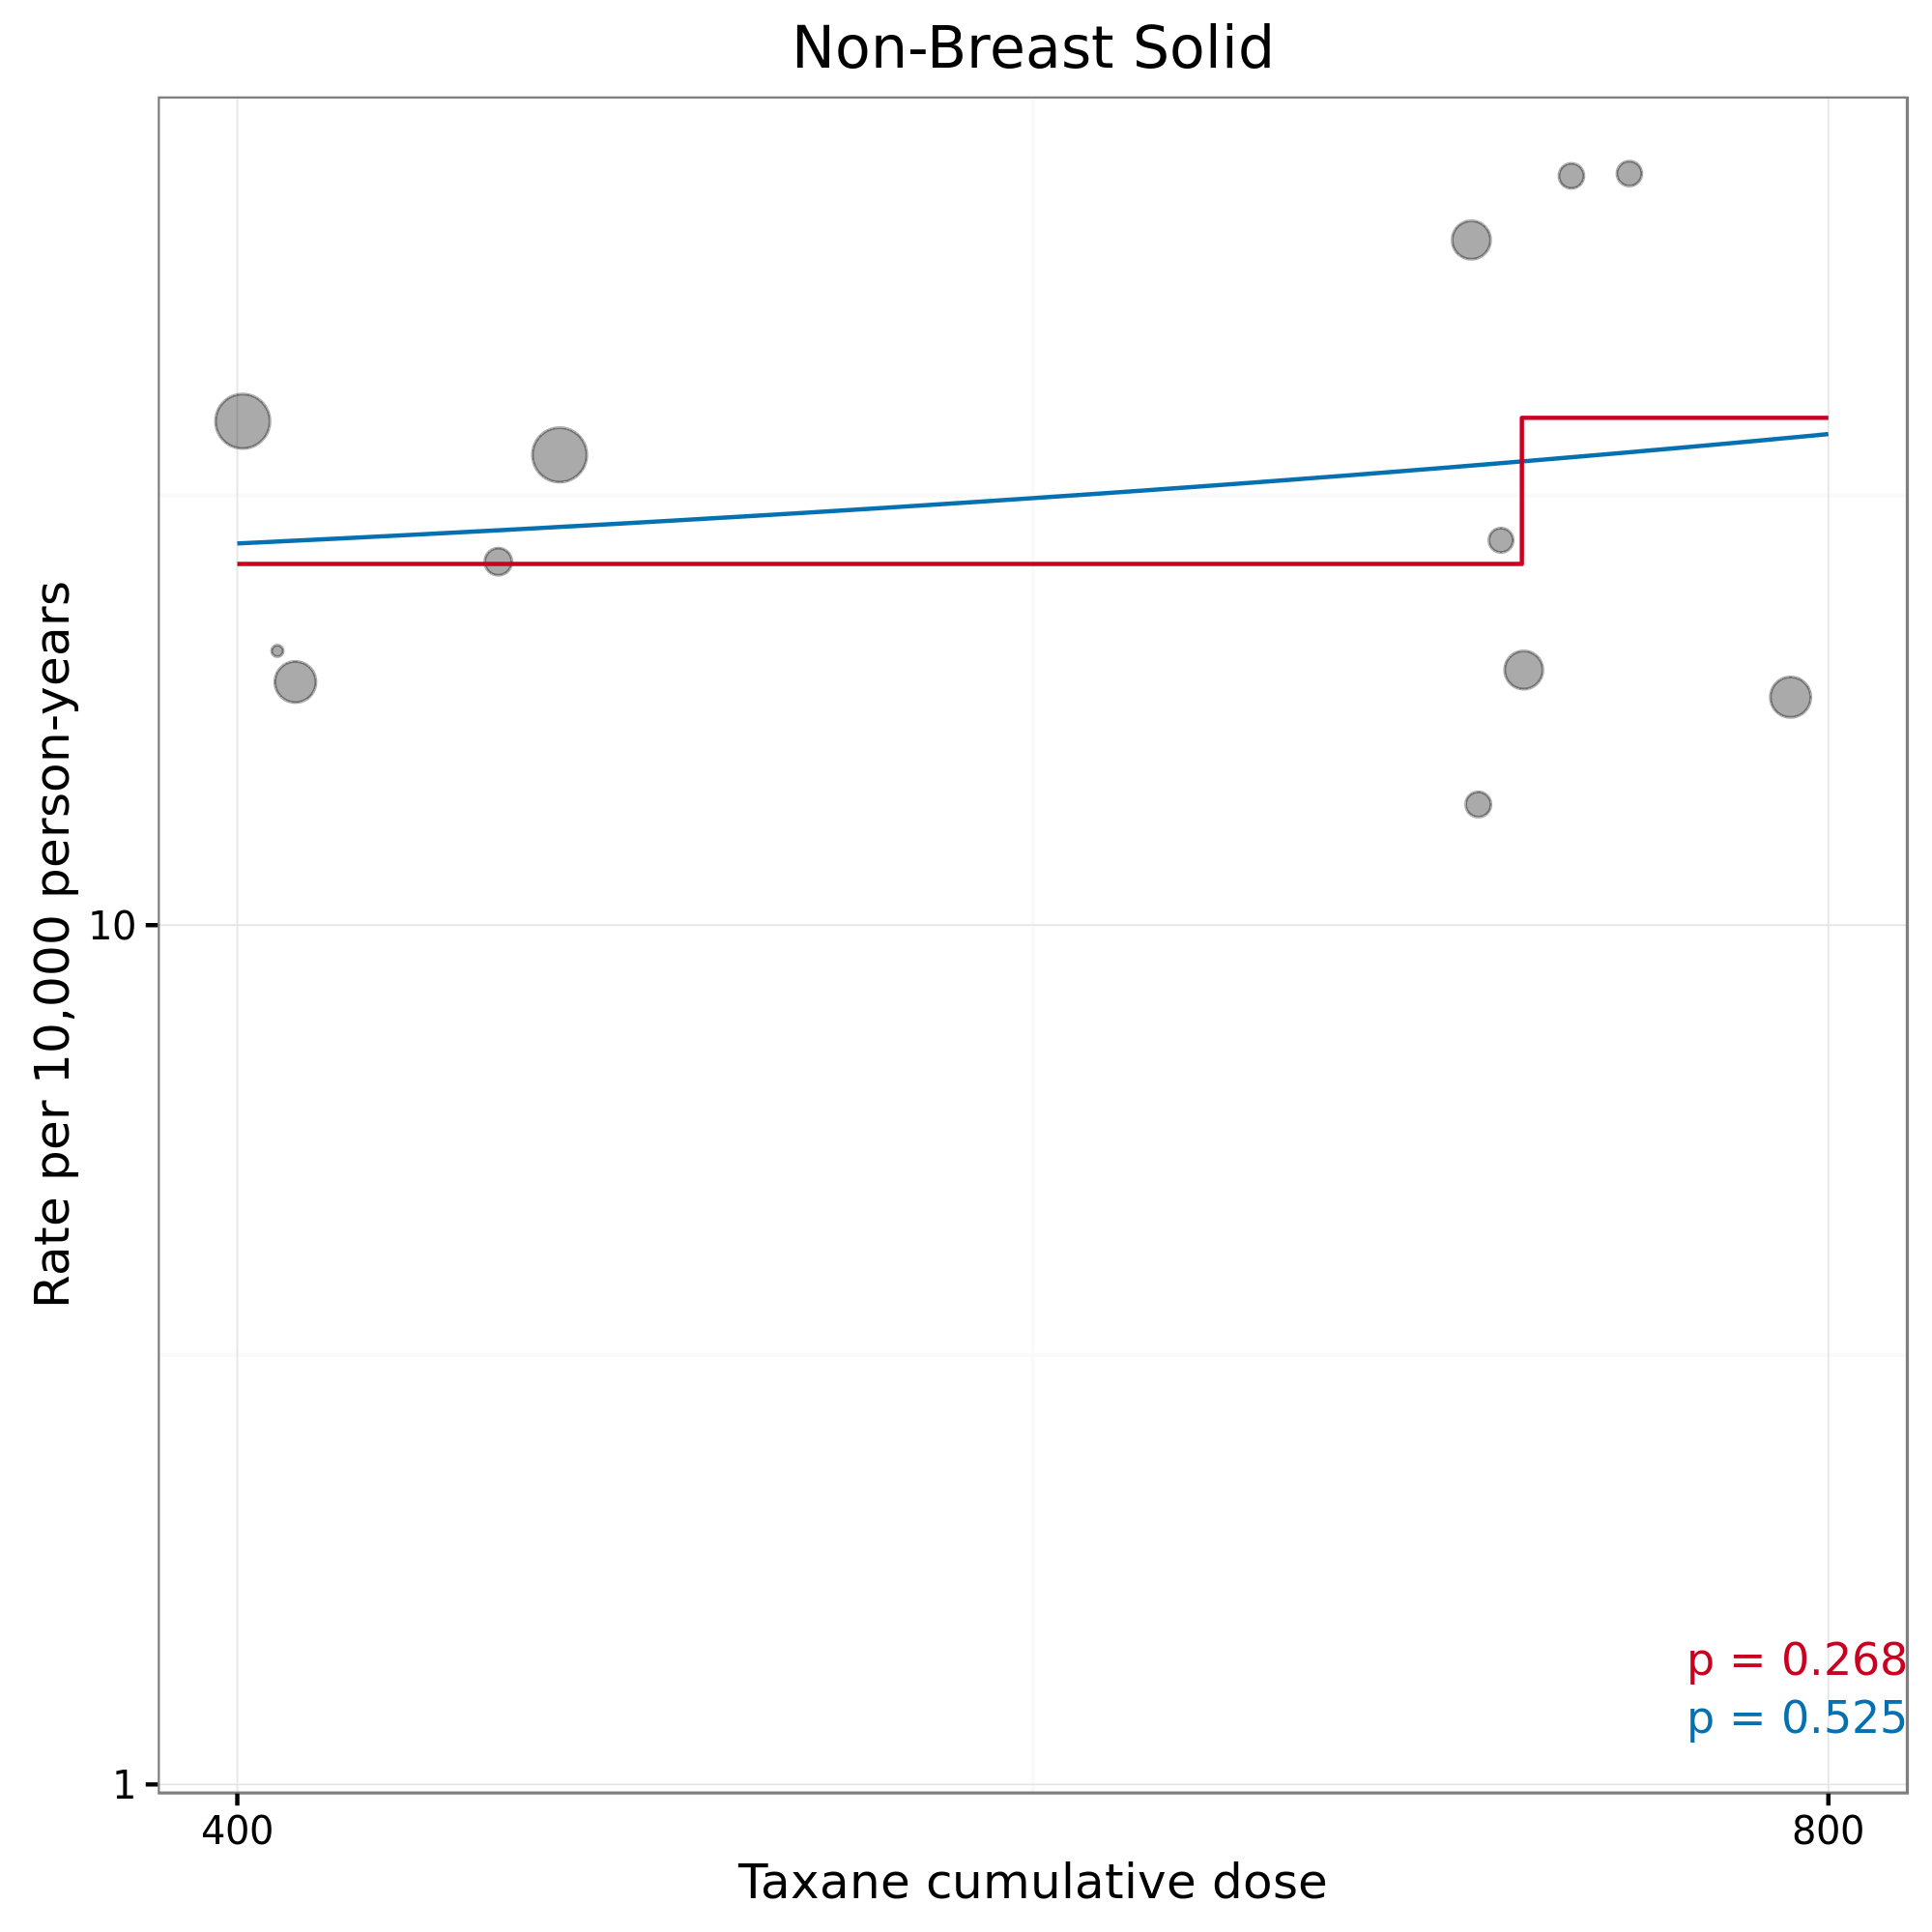 Non-Breast Solid
Rate per 10,000 person-years
10
1
p = 0.268
p = 0.525
400
800
Taxane cumulative dose